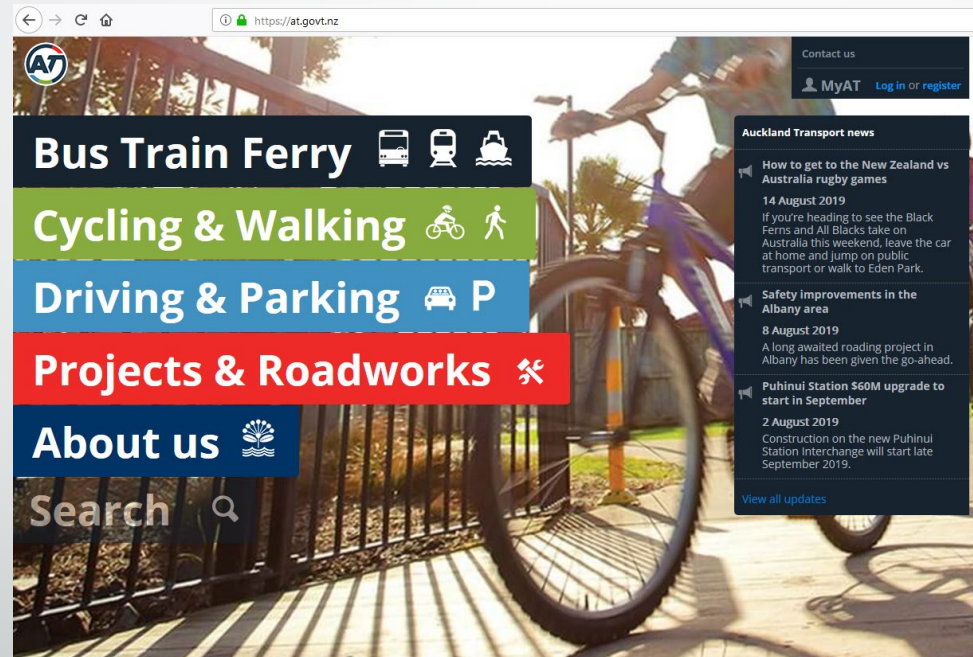 https://at.govt.nz
AT
Contact us
MyAT Log in or register
Bus Train Ferry
Cycling & Walking
Driving & Parking P
Projects & Roadworks
About us
Search
Auckland Transport news
How to get to the New Zealand vs
Australia rugby games
14 August 2019
If you're heading to see the Black
Ferns and All Blacks take on
Australia this weekend, leave the car
at home and jump on public
transport or walk to Eden Park.
Safety improvements in the
Albany area
8 August 2019
A long awaited roading project in
Albany has been given the go-ahead.
Puhinui Station $60M upgrade to
start in September
2 August 2019
Construction on the new Puhinui
Station Interchange will start late
September 2019.
View all updates